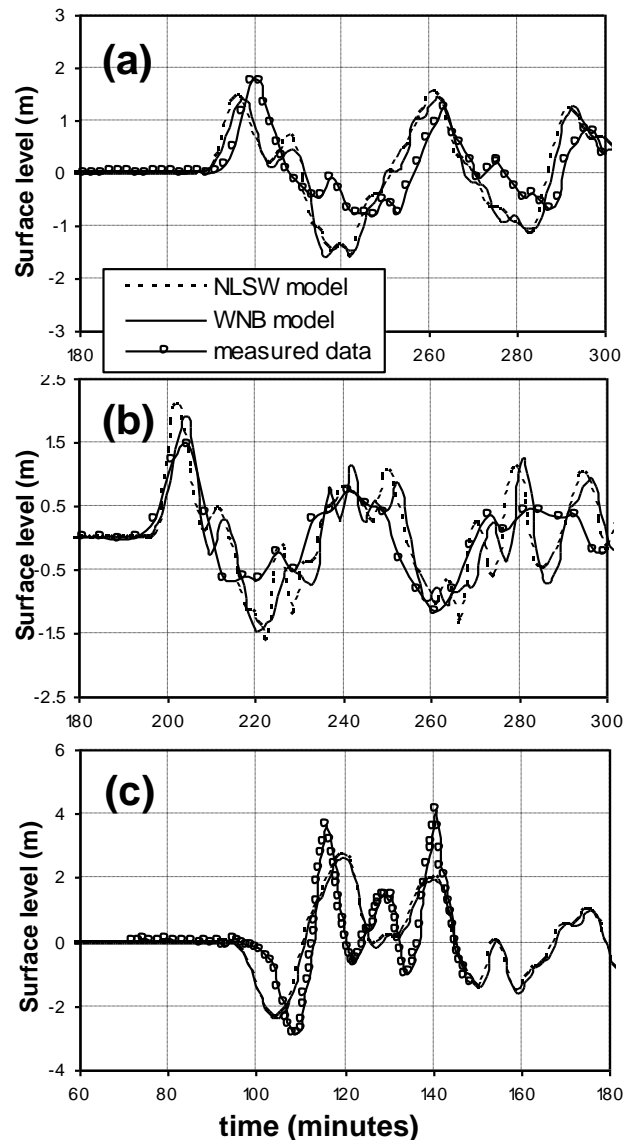 3
(a)
2
1
0
-1
-2
-3
Surface level (m)
NLSW model
WNB model
measured data
180
260
280
300
2.5
(b)
1.5
0.5
-0.5
-1.5
-2.5
Surface level (m)
180 200 220 240 260 280 300
6
(c)
4
2
0
-2
-4
Surface level (m)
60 80 100 120 140 160 180
time (minutes)